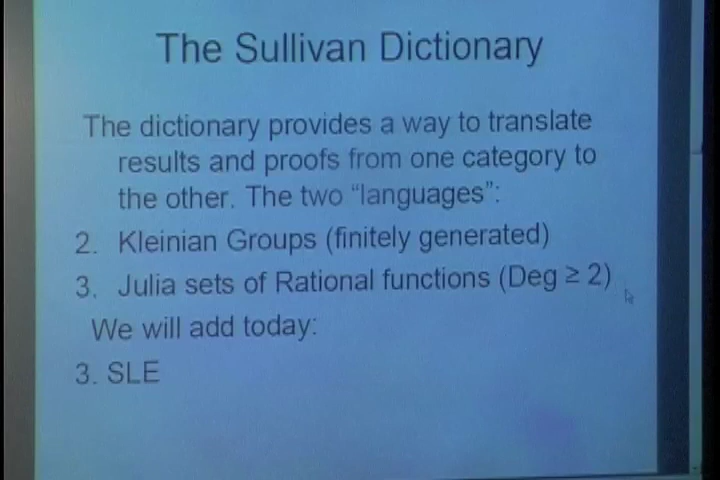 The Sullivan Dictionary
The dictionary provides a way to translate
results and proofs from one category to
the other. The two “languages”:
2. Kleinian Groups (finitely generated)
3. Julia sets of Rational functions (Deg ≥ 2)
We will add today:
3. SLE